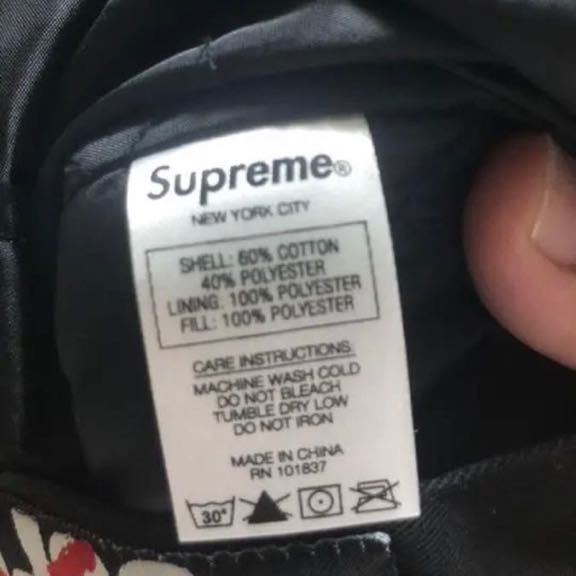 Supreme®
NEW YORK CITY
SHELL: 60% COTTON
40% POLYESTER
LINING: 100% POLYESTER
FILL: 100% POLYESTER
CARE INSTRUCTIONS
MACHINE WASH COLD
DO NOT BLEACH
TUMBLE DRY LOW
DO NOT IRON
MADE IN CHINA
RN 101837
30°